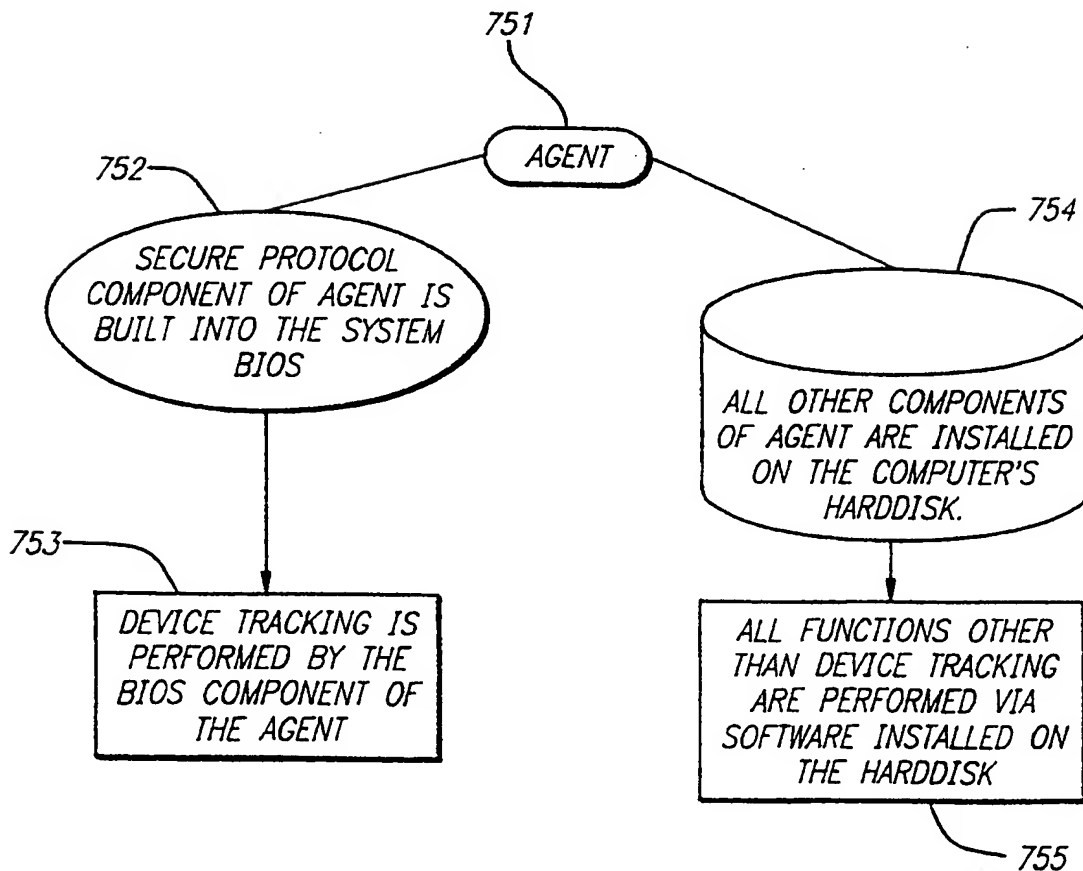 751
AGENT
752
SECURE PROTOCOL
COMPONENT OF AGENT IS
BUILT INTO THE SYSTEM
BIOS
754
ALL OTHER COMPONENTS
OF AGENT ARE INSTALLED
ON THE COMPUTER'S
HARDDISK.
753
DEVICE TRACKING IS
PERFORMED BY THE
BIOS COMPONENT OF
THE AGENT
ALL FUNCTIONS OTHER
THAN DEVICE TRACKING
ARE PERFORMED VIA
SOFTWARE INSTALLED ON
THE HARDDISK
755